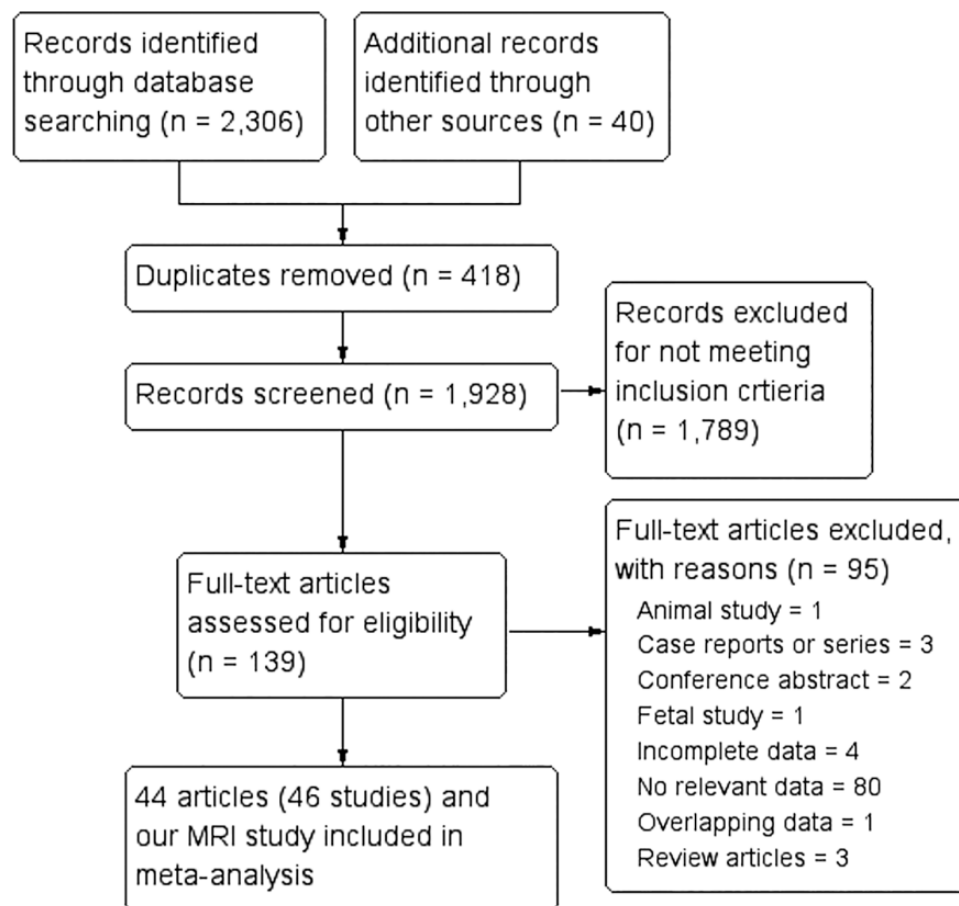 Records identified
through database
searching (n = 2,306)
Additional records
identified through
other sources (n = 40)
Duplicates removed (n = 418)
Records screened (n = 1,928)
Records excluded
for not meeting
inclusion crtieria
(n = 1,789)
Full-text articles
assessed for eligibility
(n = 139)
Full-text articles excluded,
with reasons (n = 95)
Animal study = 1
Case reports or series = 3
Conference abstract = 2
Fetal study = 1
Incomplete data = 4
No relevant data = 80
Overlapping data = 1
Review articles = 3
44 articles (46 studies) and
our MRI study included in
meta-analysis